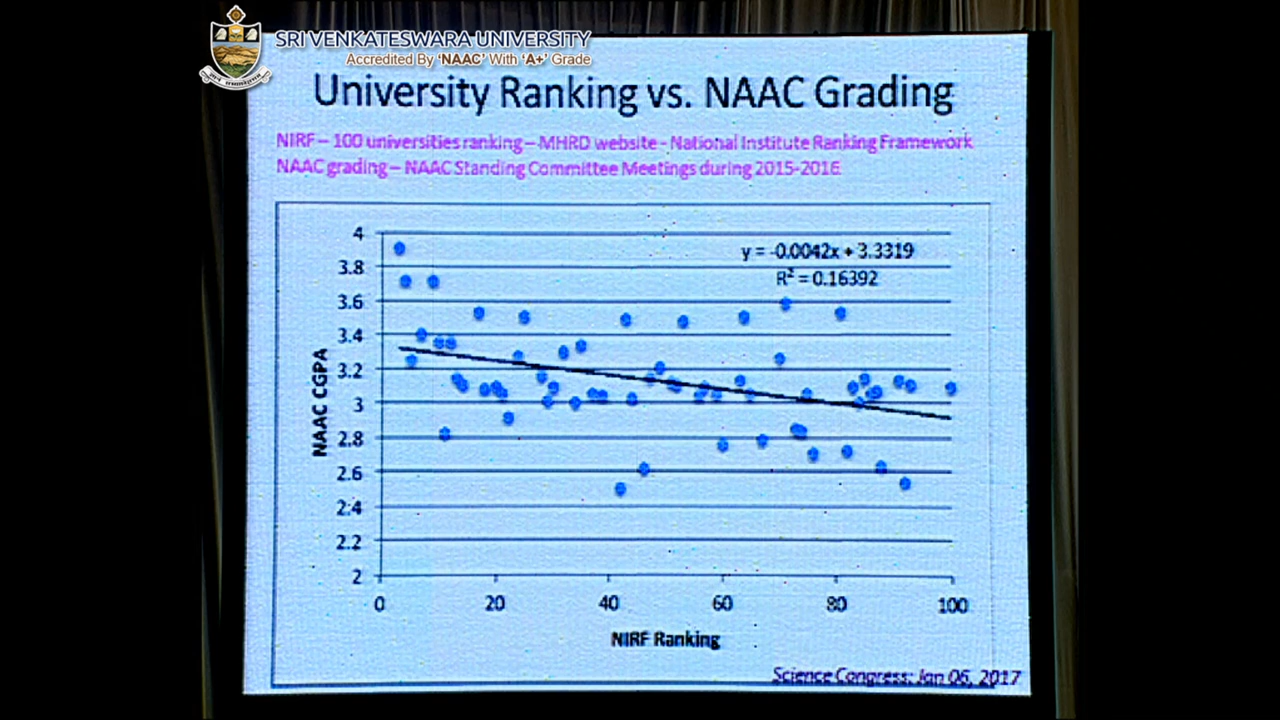 SRI VENKATESWARA UNIVERSITY
Accredited By 'NAAC' With 'A+' Grade
University Ranking vs. NAAC Grading
NIRF – 100 universities ranking – MHRD website - National Institute Ranking Framework
NAAC grading – NAAC Standing Committee Meetings during 2015-2016
y = -0.0042x + 3.3319
R² = 0.16392
4
3.8
3.6
3.4
3.2
3
2.8
2.6
2.4
2.2
2
NAAC CGPA
0 20 40 60 80 100
NIRF Ranking
Science Congress: Jan 06, 2017